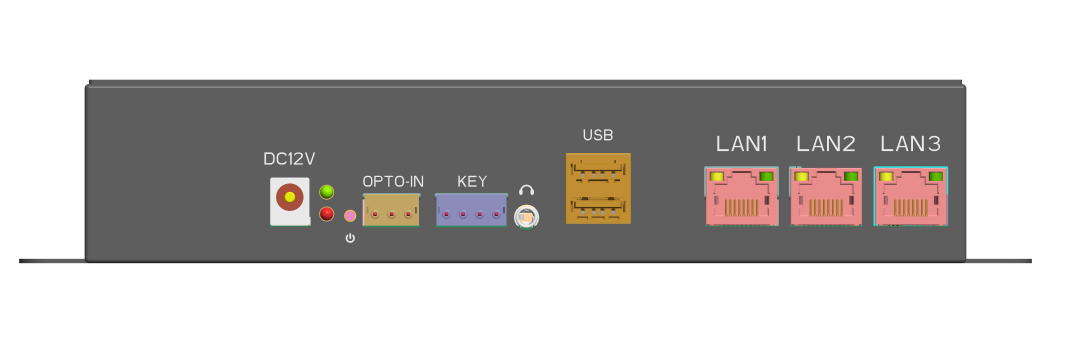 DC12V
OPTO-IN
KEY
USB
LAN1
LAN2
LAN3